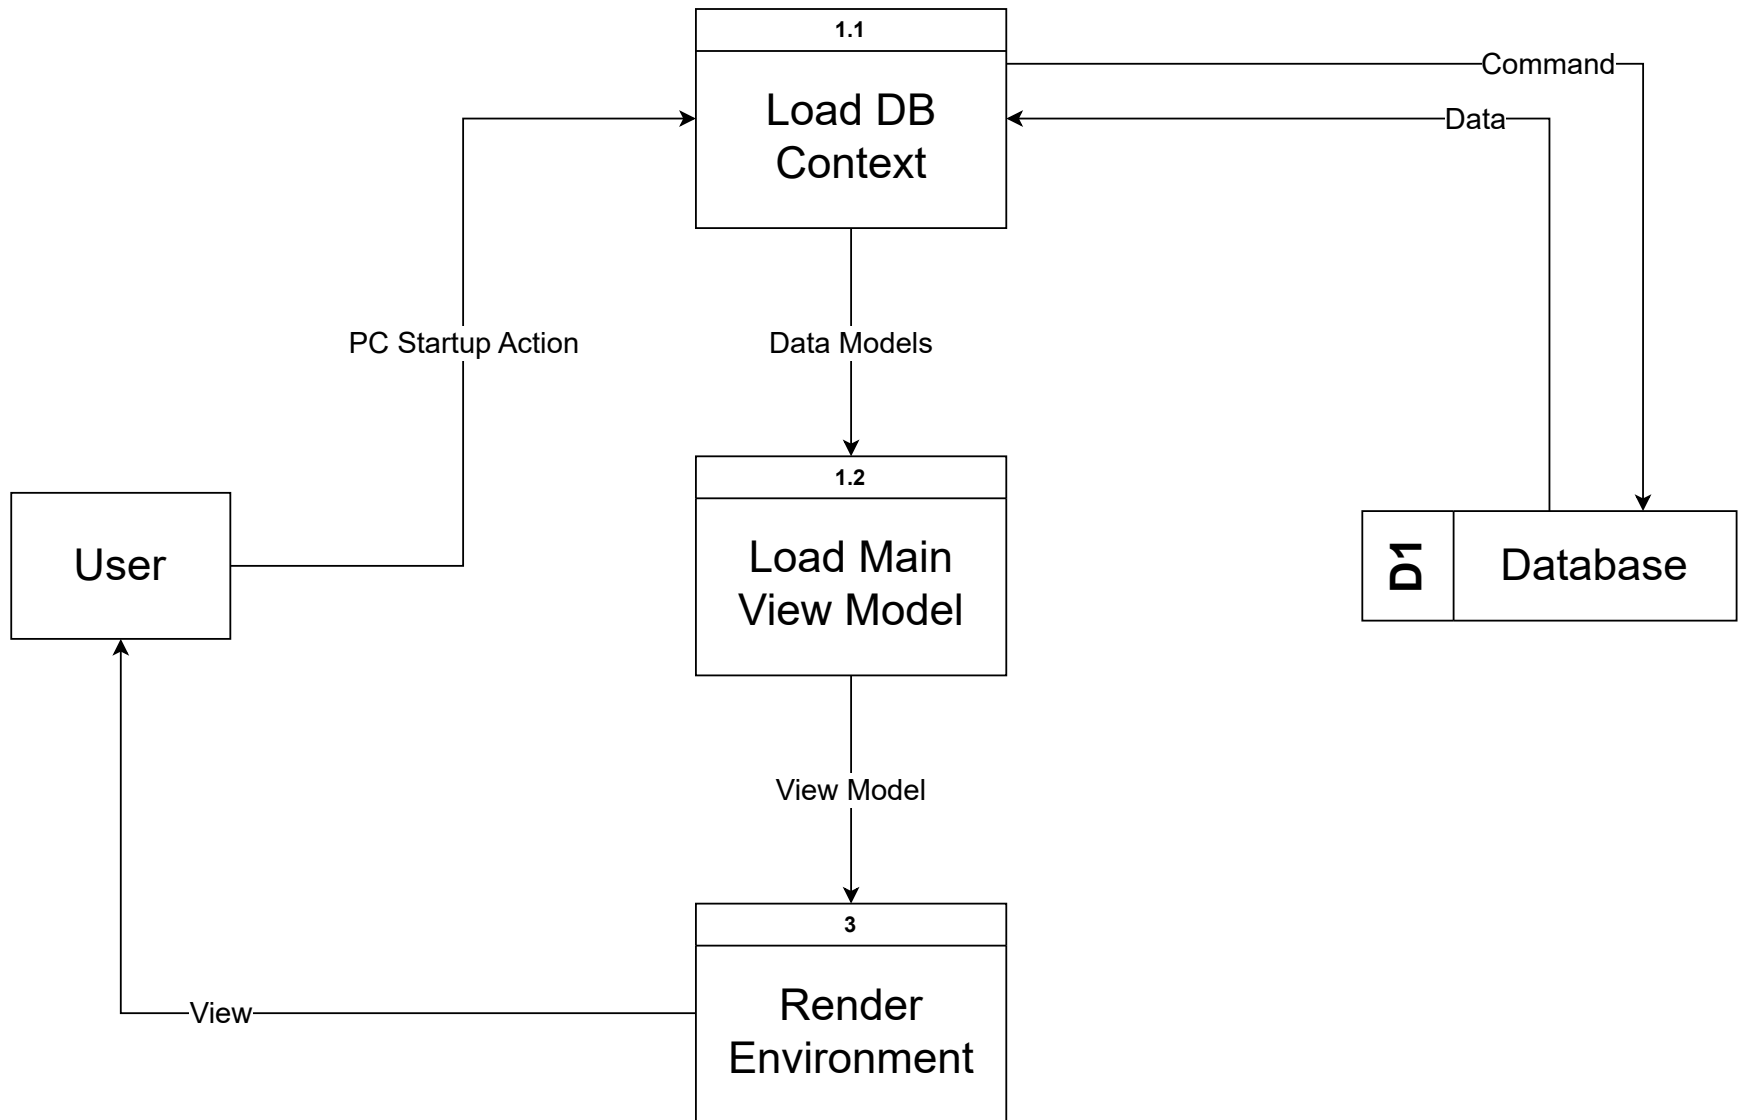 1.1
Load DB
Context
Command
Data
PC Startup Action
Data Models
1.2
Load Main
View Model
User
D1
Database
View Model
3
Render
Environment
View